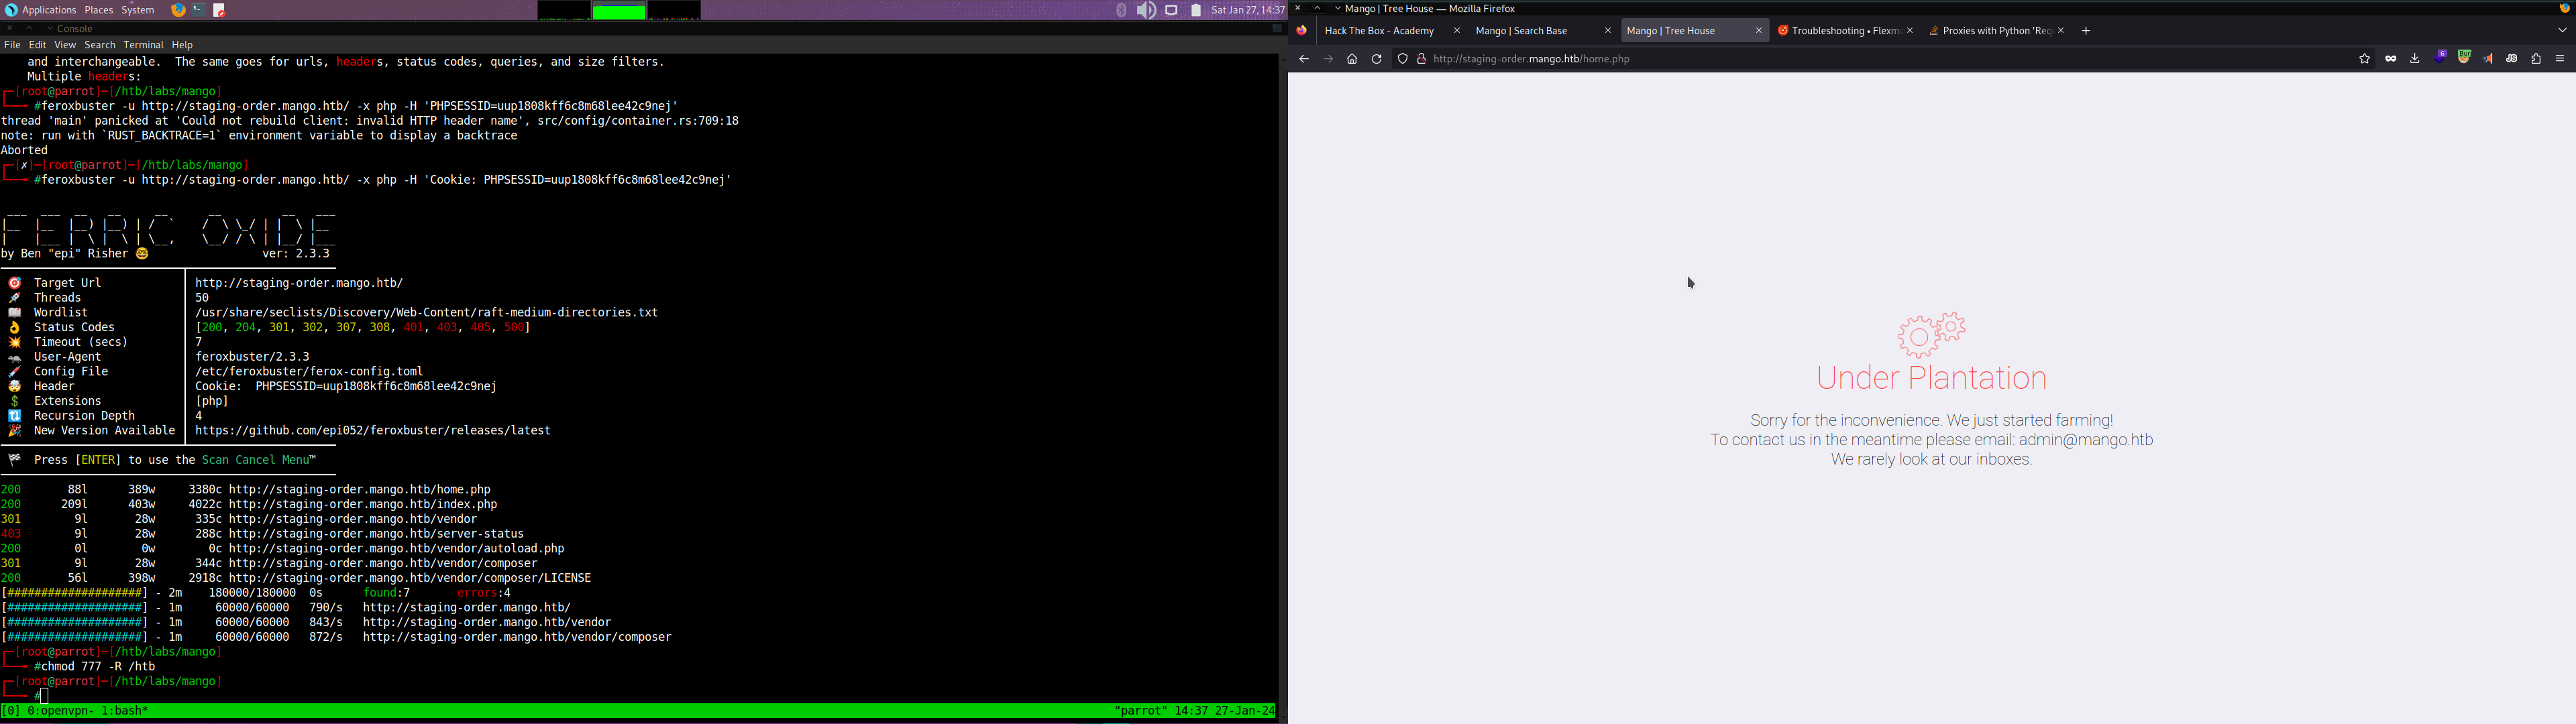 Applications Places System
Sat Jan 27, 14:37
Console
File Edit View Search Terminal Help
and interchangeable.  The same goes for urls, headers, status codes, queries, and size filters.
Multiple headers:
[root@parrot]─[/htb/labs/mango]
#feroxbuster -u http://staging-order.mango.htb/ -x php -H 'PHPSESSID=uup1808kff6c8m68lee42c9nej'
thread 'main' panicked at 'Could not rebuild client: invalid HTTP header name', src/config/container.rs:709:18
note: run with `RUST_BACKTRACE=1` environment variable to display a backtrace
Aborted
[✗]─[root@parrot]─[/htb/labs/mango]
#feroxbuster -u http://staging-order.mango.htb/ -x php -H 'Cookie: PHPSESSID=uup1808kff6c8m68lee42c9nej'
FERRIC OXIDE
by Ben "epi" Risher 🤓 ver: 2.3.3
🎯 Target Url │ http://staging-order.mango.htb/
🚀 Threads │ 50
📖 Wordlist │ /usr/share/seclists/Discovery/Web-Content/raft-medium-directories.txt
👌 Status Codes │ [200, 204, 301, 302, 307, 308, 401, 403, 405, 500]
💥 Timeout (secs) │ 7
🦡 User-Agent │ feroxbuster/2.3.3
💉 Config File │ /etc/feroxbuster/ferox-config.toml
🤯 Header │ Cookie:  PHPSESSID=uup1808kff6c8m68lee42c9nej
💲 Extensions │ [php]
🔃 Recursion Depth │ 4
🎉 New Version Available │ https://github.com/epi052/feroxbuster/releases/latest
🏁 Press [ENTER] to use the Scan Cancel Menu™
200 88l 389w 3380c http://staging-order.mango.htb/home.php
200 209l 403w 4022c http://staging-order.mango.htb/index.php
301 9l 28w 335c http://staging-order.mango.htb/vendor
403 9l 28w 288c http://staging-order.mango.htb/server-status
200 0l 0w 0c http://staging-order.mango.htb/vendor/autoload.php
301 9l 28w 344c http://staging-order.mango.htb/vendor/composer
200 56l 398w 2918c http://staging-order.mango.htb/vendor/composer/LICENSE
[####################] - 2m 180000/180000 0s found:7 errors:4
[####################] - 1m 60000/60000 790/s http://staging-order.mango.htb/
[####################] - 1m 60000/60000 843/s http://staging-order.mango.htb/vendor
[####################] - 1m 60000/60000 872/s http://staging-order.mango.htb/vendor/composer
[root@parrot]─[/htb/labs/mango]
#chmod 777 -R /htb
[root@parrot]─[/htb/labs/mango]
#
[0] 0:openvpn- 1:bash* "parrot" 14:37 27-Jan-24
Mango | Tree House — Mozilla Firefox
Hack The Box - Academy
Mango | Search Base
Mango | Tree House
Troubleshooting • Flexmo
Proxies with Python 'Requ
http://staging-order.mango.htb/home.php
Under Plantation
Sorry for the inconvenience. We just started farming!
To contact us in the meantime please email: admin@mango.htb
We rarely look at our inboxes.